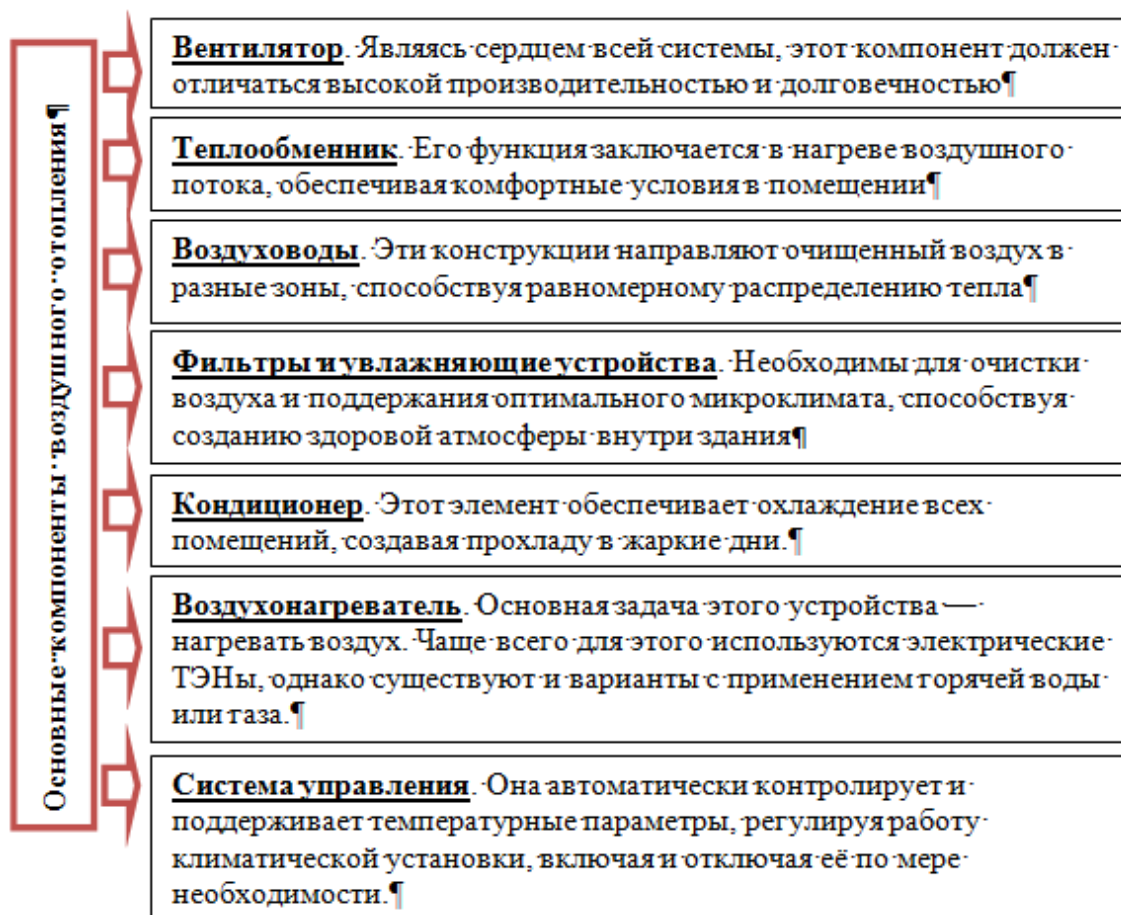 Основные компоненты воздушного отопления¶
Вентилятор. Являясь сердцем всей системы, этот компонент должен
отличаться высокой производительностью и долговечностью¶
Теплообменник. Его функция заключается в нагреве воздушного
потока, обеспечивая комфортные условия в помещении¶
Воздуховоды. Эти конструкции направляют очищенный воздух в
разные зоны, способствуя равномерному распределению тепла¶
Фильтры и увлажняющие устройства. Необходимы для очистки
воздуха и поддержания оптимального микроклимата, способствуя
созданию здоровой атмосферы внутри здания¶
Кондиционер. Этот элемент обеспечивает охлаждение всех
помещений, создавая прохладу в жаркие дни.¶
Воздухонагреватель. Основная задача этого устройства —
нагревать воздух. Чаще всего для этого используются электрические
ТЭНы, однако существуют и варианты с применением горячей воды
или газа.¶
Система управления. Она автоматически контролирует и
поддерживает температурные параметры, регулируя работу
климатической установки, включая и отключая её по мере
необходимости.¶